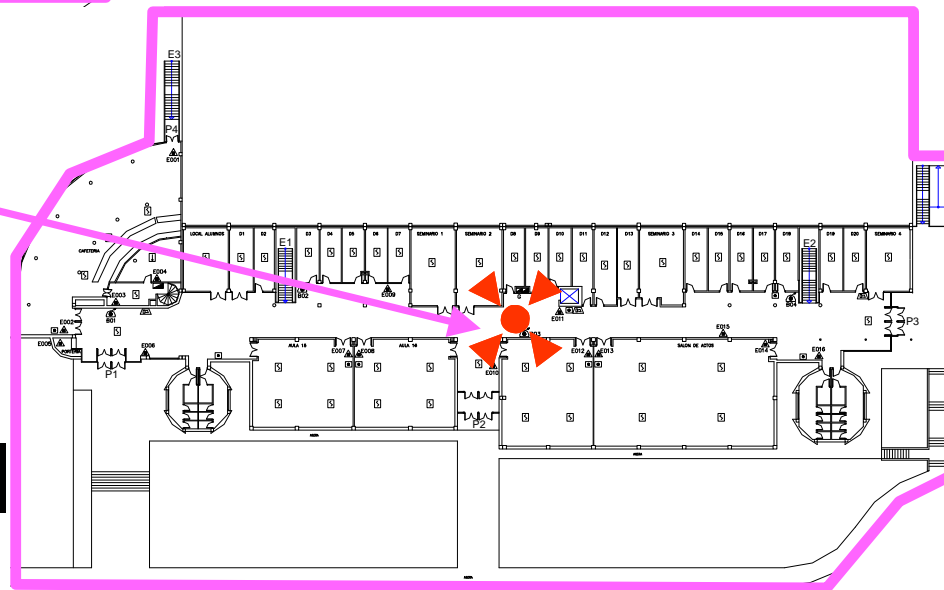 E3
P4
E001
CAFETERIA
E004
E003
B01
E002
E005
PORTERIA
E006
P1
LOCAL ALUMNOS
D1
D2
E1
B02
D3
D4
D5
D6
D7
E009
SEMINARIO 1
SEMINARIO 2
D8
D9
D10
D11
D12
D13
SEMINARIO 3
D14
D15
D16
D17
D18
E2
B04
D19
D20
SEMINARIO 4
E011
E015
P3
AULA 15
E007
E008
AULA 16
E010
P2
E012
E013
SALON DE ACTOS
E014
E016